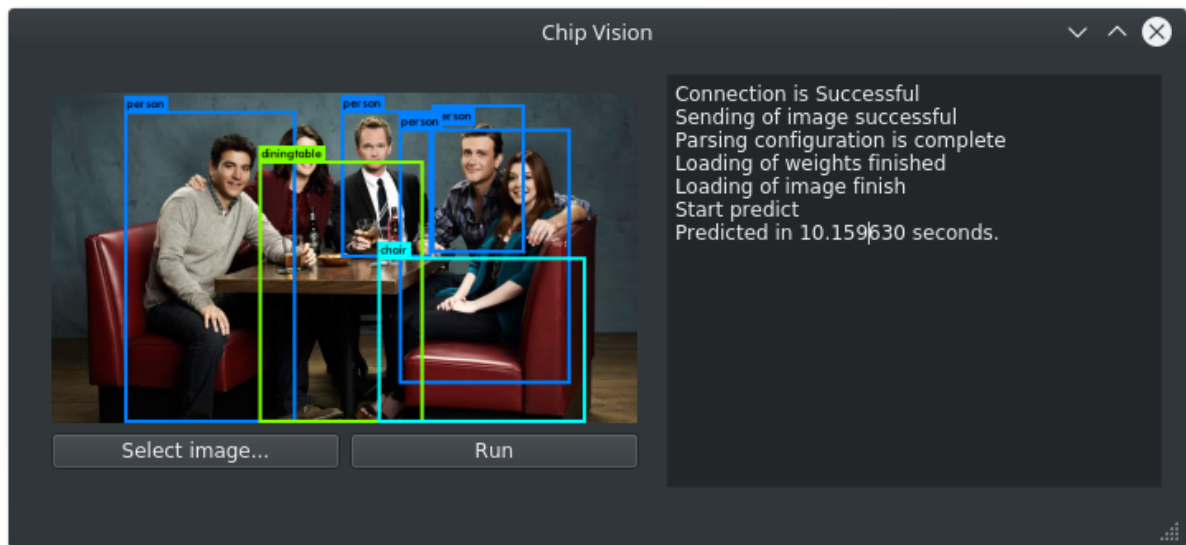 Chip Vision
person
person
person
erson
diningtable
chair
Connection is Successful
Sending of image successful
Parsing configuration is complete
Loading of weights finished
Loading of image finish
Start predict
Predicted in 10.159630 seconds.
Select image...
Run